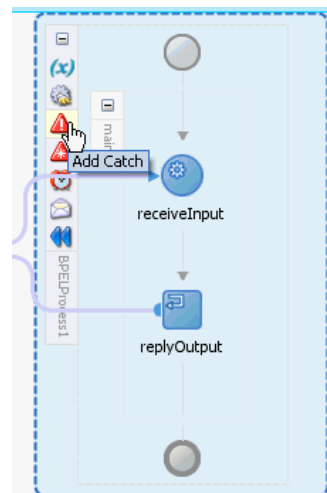 (x)
main
Add Catch
receiveInput
BPELProcess1
replyOutput